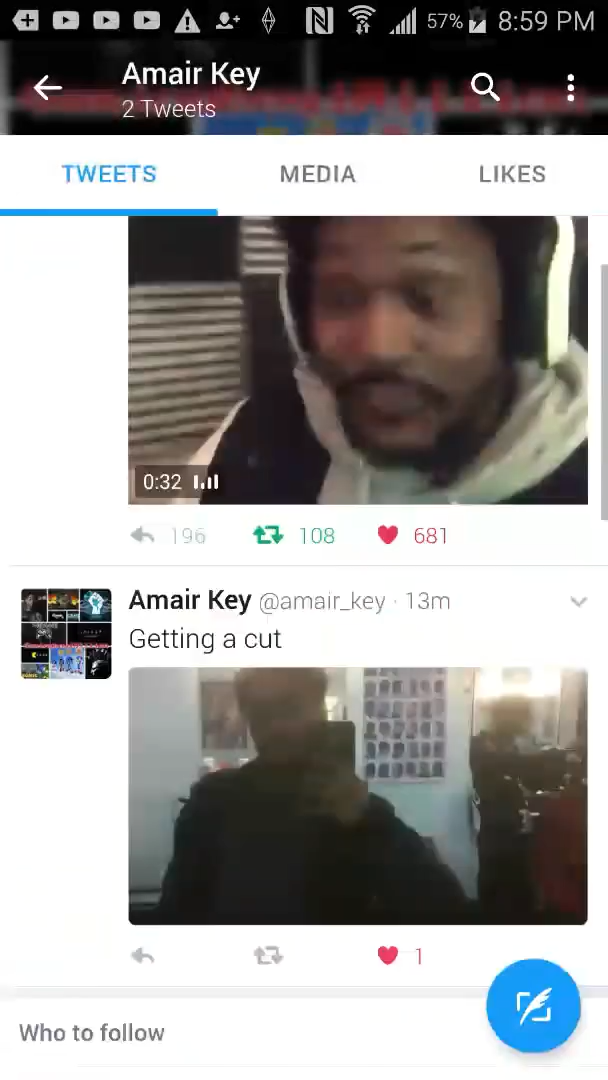 57% 8:59 PM
Amair Key
2 Tweets
TWEETS MEDIA LIKES
0:32
196 108 681
Amair Key @amair_key · 13m
Getting a cut
1
Who to follow